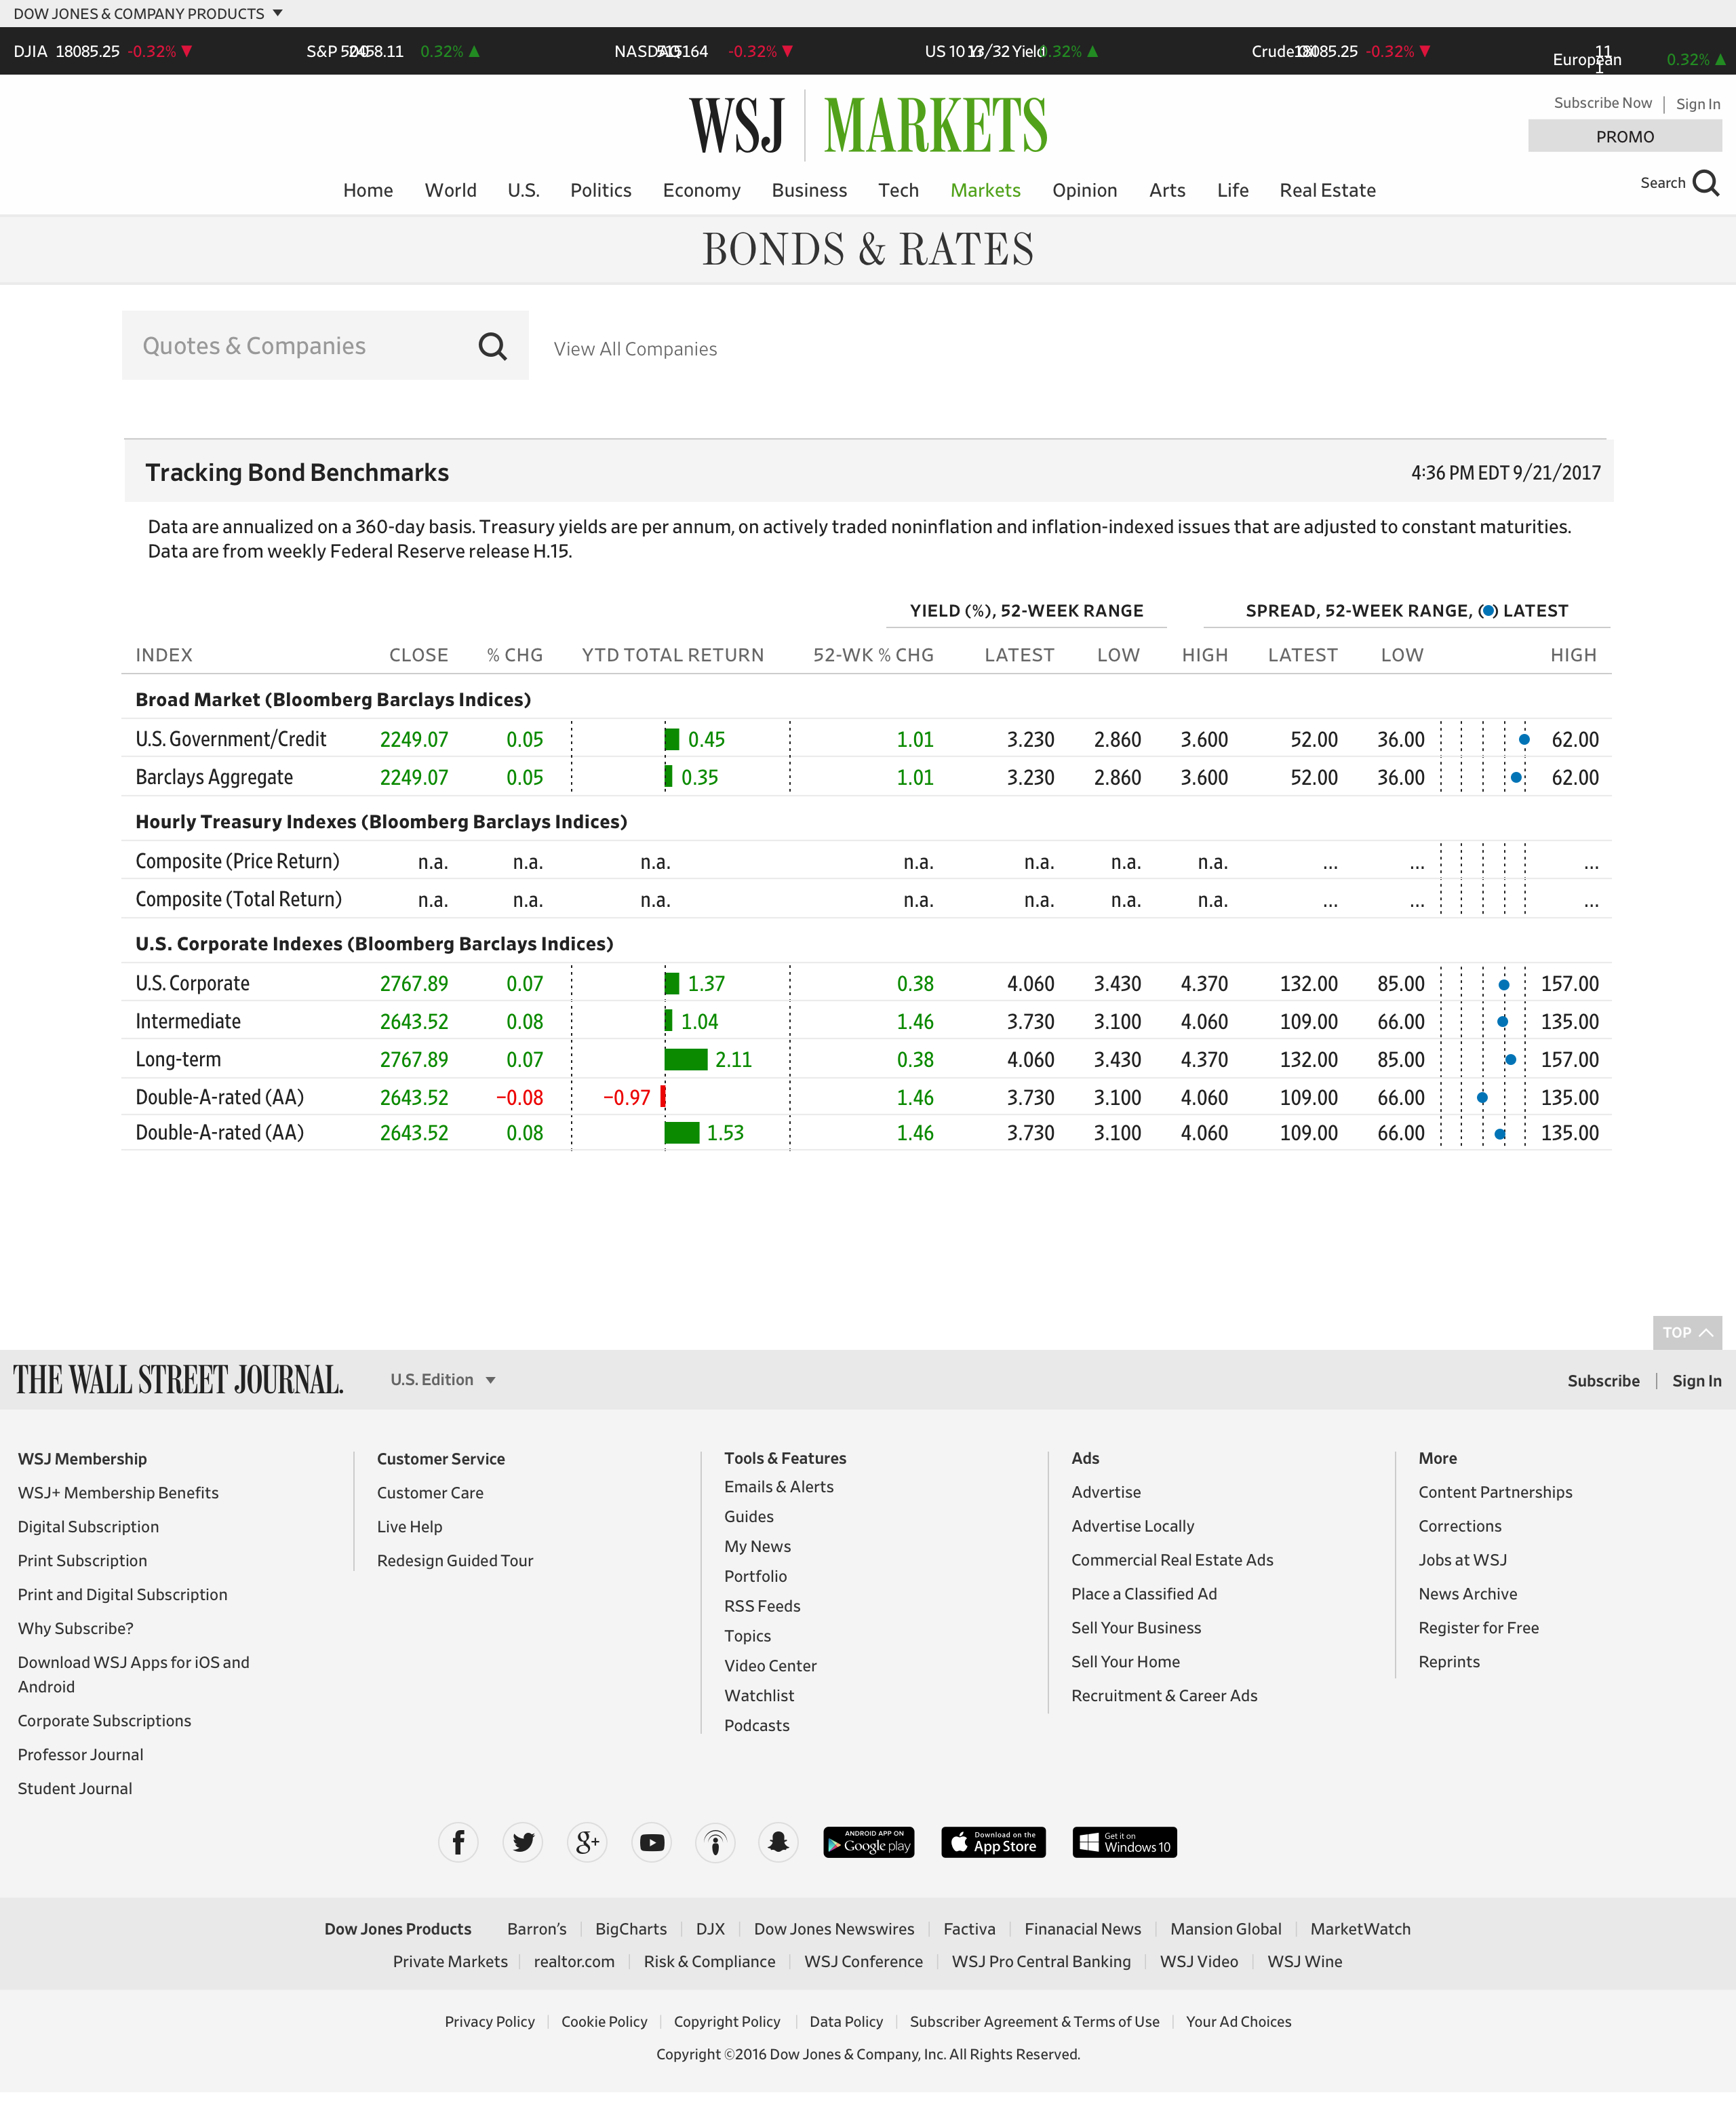 DOW JONES & COMPANY PRODUCTS
DJIA 18085.25 -0.32% S&P 500 2458.11 0.32% NASDAQ 5164 -0.32% US 10 Y 13/32 Yield 0.32% Crude Oil 18085.25 -0.32% European 11 1 0.32%
WSJ MARKETS
Subscribe Now Sign In
PROMO
Home World U.S. Politics Economy Business Tech Markets Opinion Arts Life Real Estate
Search
BONDS & RATES
Quotes & Companies View All Companies
Tracking Bond Benchmarks 4:36 PM EDT 9/21/2017
Data are annualized on a 360-day basis. Treasury yields are per annum, on actively traded noninflation and inflation-indexed issues that are adjusted to constant maturities.
Data are from weekly Federal Reserve release H.15.
YIELD (%), 52-WEEK RANGE SPREAD, 52-WEEK RANGE, (●) LATEST
INDEX CLOSE % CHG YTD TOTAL RETURN 52-WK % CHG LATEST LOW HIGH LATEST LOW HIGH
Broad Market (Bloomberg Barclays Indices)
U.S. Government/Credit 2249.07 0.05 0.45 1.01 3.230 2.860 3.600 52.00 36.00 62.00
Barclays Aggregate 2249.07 0.05 0.35 1.01 3.230 2.860 3.600 52.00 36.00 62.00
Hourly Treasury Indexes (Bloomberg Barclays Indices)
Composite (Price Return) n.a. n.a. n.a. n.a. n.a. n.a. n.a. ... ... ...
Composite (Total Return) n.a. n.a. n.a. n.a. n.a. n.a. n.a. ... ... ...
U.S. Corporate Indexes (Bloomberg Barclays Indices)
U.S. Corporate 2767.89 0.07 1.37 0.38 4.060 3.430 4.370 132.00 85.00 157.00
Intermediate 2643.52 0.08 1.04 1.46 3.730 3.100 4.060 109.00 66.00 135.00
Long-term 2767.89 0.07 2.11 0.38 4.060 3.430 4.370 132.00 85.00 157.00
Double-A-rated (AA) 2643.52 −0.08 −0.97 1.46 3.730 3.100 4.060 109.00 66.00 135.00
Double-A-rated (AA) 2643.52 0.08 1.53 1.46 3.730 3.100 4.060 109.00 66.00 135.00
TOP
THE WALL STREET JOURNAL. U.S. Edition Subscribe Sign In
WSJ Membership
WSJ+ Membership Benefits
Digital Subscription
Print Subscription
Print and Digital Subscription
Why Subscribe?
Download WSJ Apps for iOS and
Android
Corporate Subscriptions
Professor Journal
Student Journal
Customer Service
Customer Care
Live Help
Redesign Guided Tour
Tools & Features
Emails & Alerts
Guides
My News
Portfolio
RSS Feeds
Topics
Video Center
Watchlist
Podcasts
Ads
Advertise
Advertise Locally
Commercial Real Estate Ads
Place a Classified Ad
Sell Your Business
Sell Your Home
Recruitment & Career Ads
More
Content Partnerships
Corrections
Jobs at WSJ
News Archive
Register for Free
Reprints
f g+ ANDROID APP ON Google play Download on the App Store Get it on Windows 10
Dow Jones Products Barron's BigCharts DJX Dow Jones Newswires Factiva Finanacial News Mansion Global MarketWatch
Private Markets realtor.com Risk & Compliance WSJ Conference WSJ Pro Central Banking WSJ Video WSJ Wine
Privacy Policy Cookie Policy Copyright Policy Data Policy Subscriber Agreement & Terms of Use Your Ad Choices
Copyright ©2016 Dow Jones & Company, Inc. All Rights Reserved.